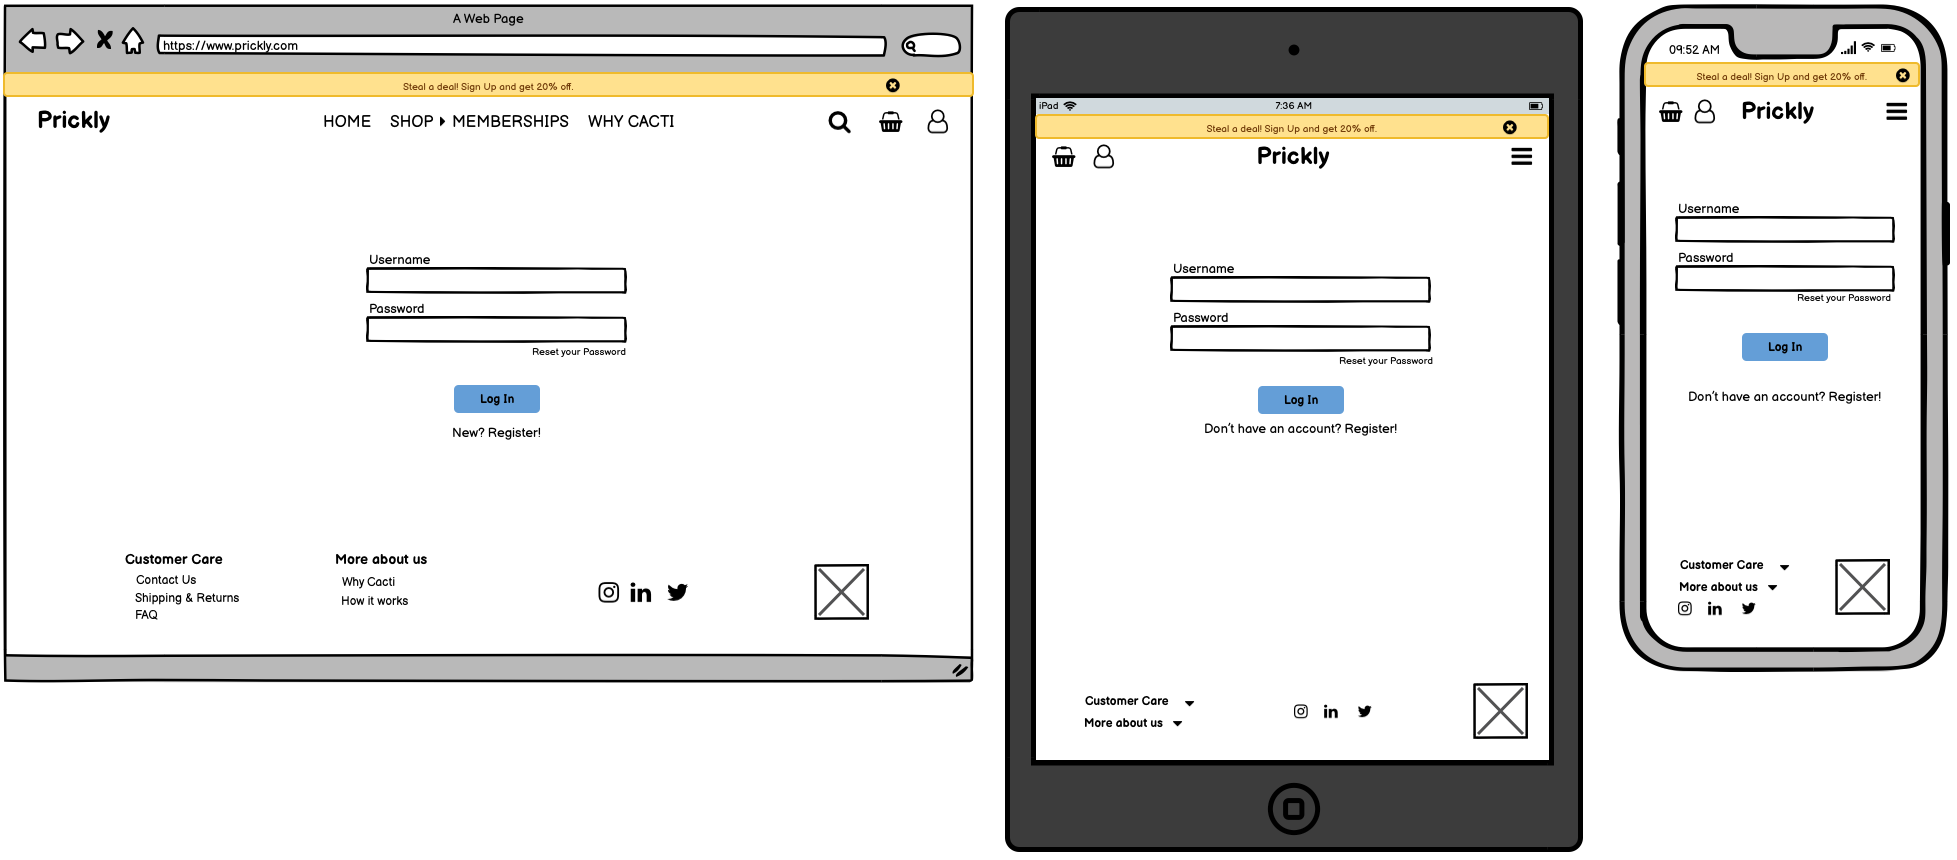 A Web Page
https://www.prickly.com
Steal a deal! Sign Up and get 20% off.
Prickly
HOME SHOP MEMBERSHIPS WHY CACTI
Username
Password
Reset your Password
Log In
New? Register!
Customer Care
Contact Us
Shipping & Returns
FAQ
More about us
Why Cacti
How it works
in
iPad 7:36 AM
Steal a deal! Sign Up and get 20% off.
Prickly
Username
Password
Reset your Password
Log In
Don't have an account? Register!
Customer Care
More about us
in
09:52 AM
Steal a deal! Sign Up and get 20% off.
Prickly
Username
Password
Reset your Password
Log In
Don't have an account? Register!
Customer Care
More about us
in